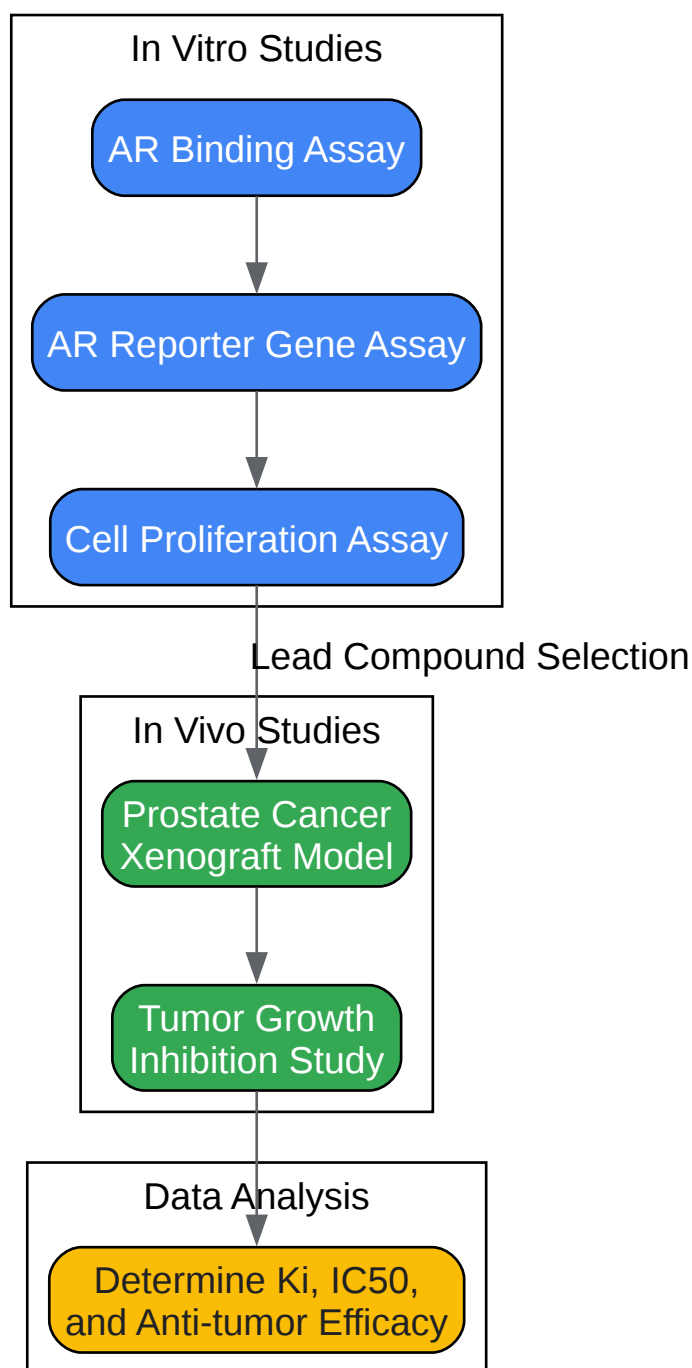 In Vitro Studies
AR Binding Assay
AR Reporter Gene Assay
Cell Proliferation Assay
Lead Compound Selection
In Vivo Studies
Prostate Cancer
Xenograft Model
Tumor Growth
Inhibition Study
Data Analysis
Determine Ki, IC50,
and Anti-tumor Efficacy